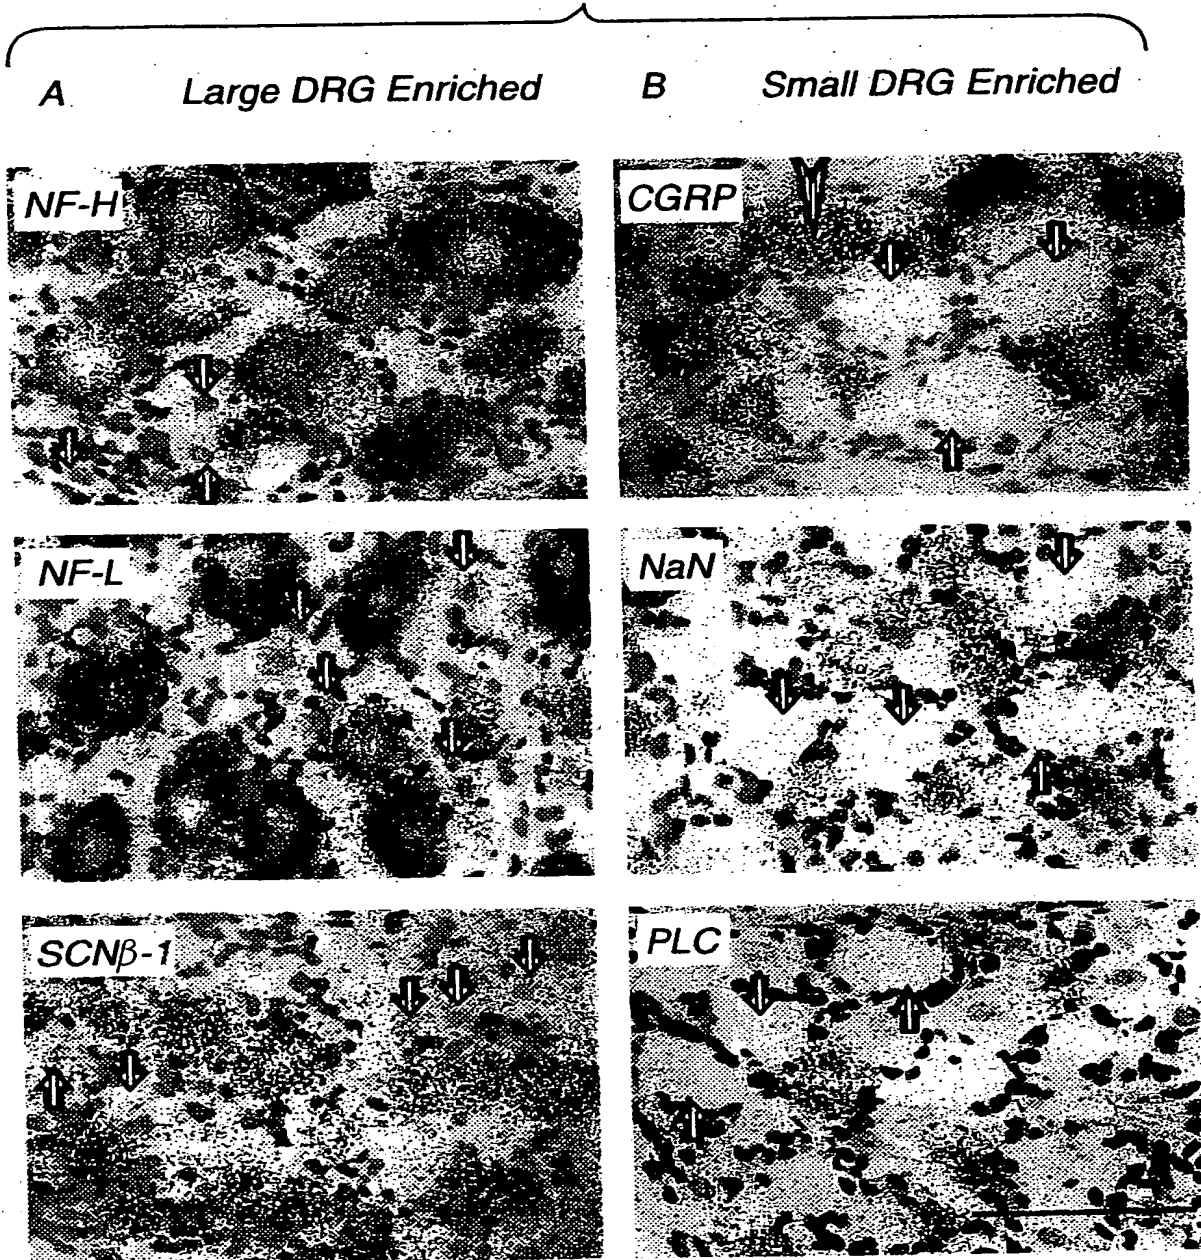 A Large DRG Enriched B Small DRG Enriched
NF-H CGRP
NF-L NaN
SCNβ-1 PLC